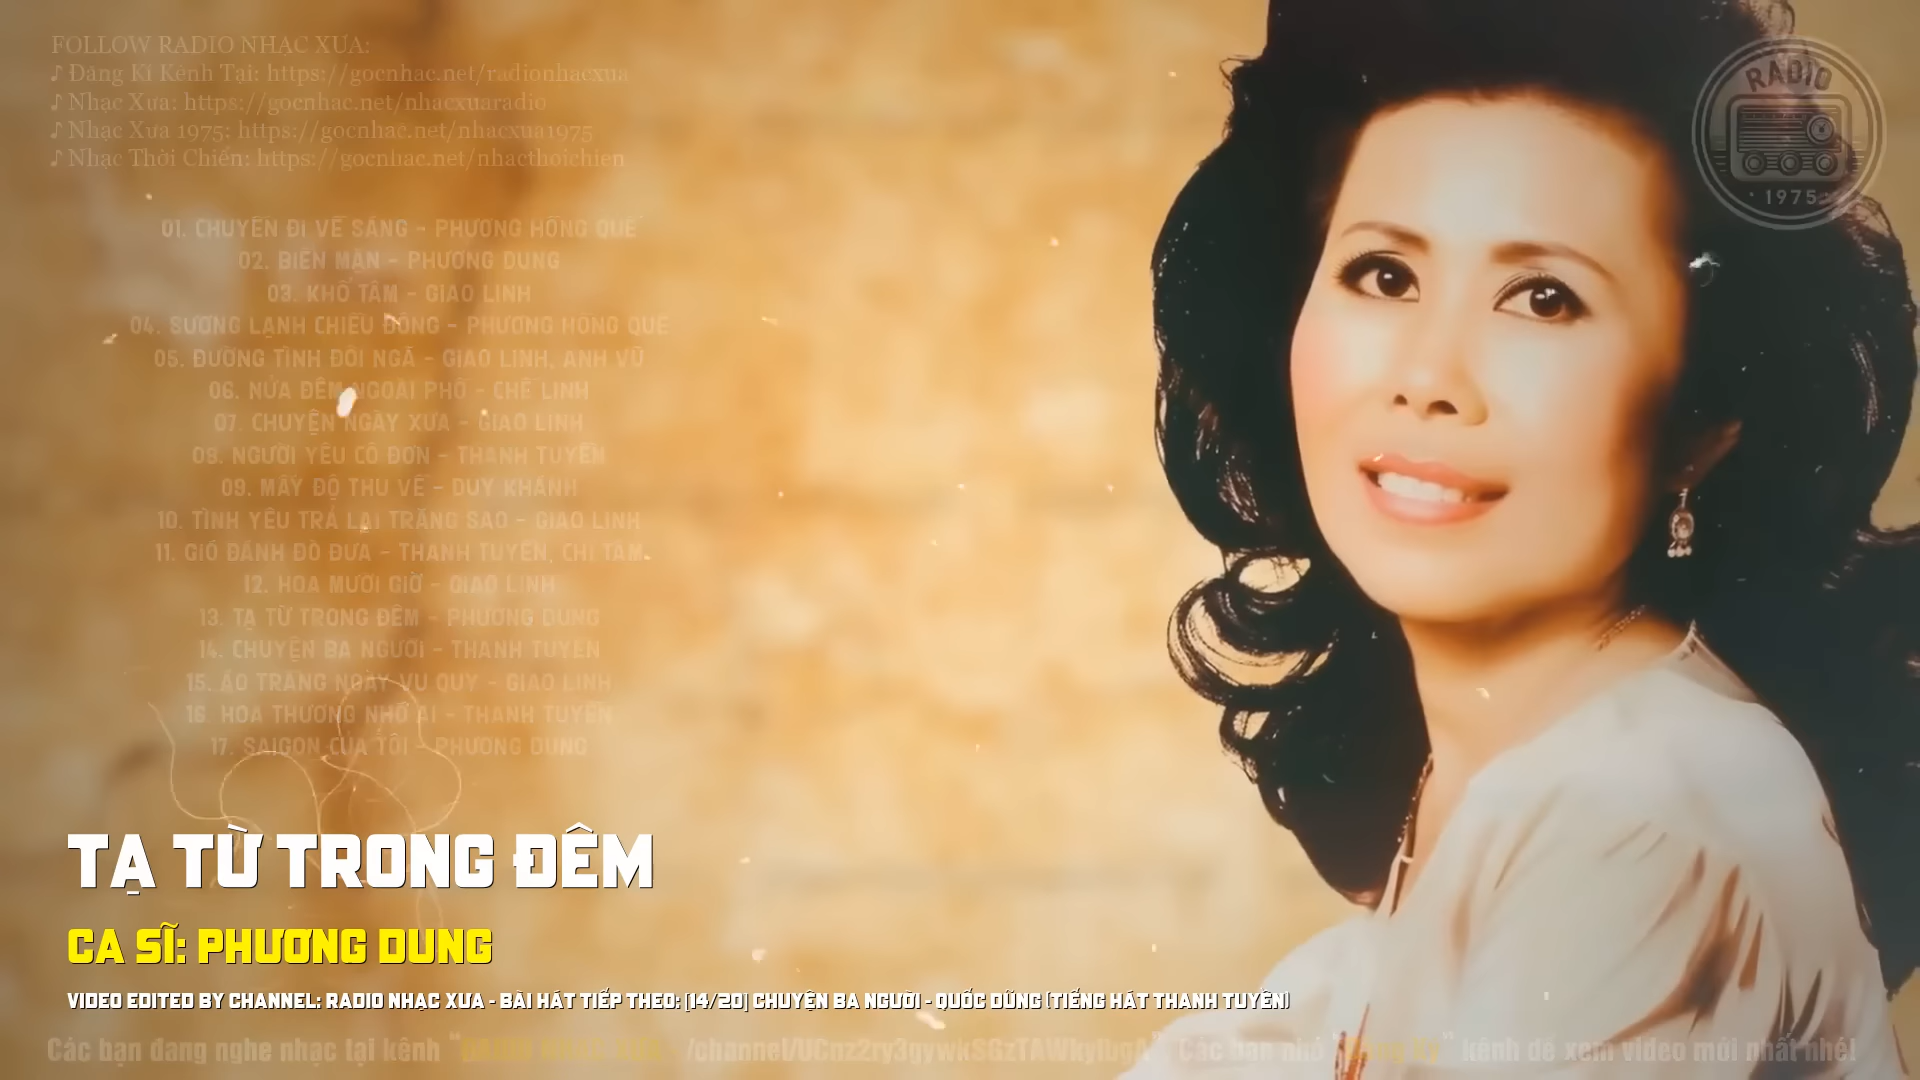 FOLLOW RADIO NHẠC XƯA:
♪ Đăng Kí Kênh Tại: https://gocnhac.net/radionhacxua
♪ Nhạc Xưa: https://gocnhac.net/nhacxuaradio
♪ Nhạc Xưa 1975: https://gocnhac.net/nhacxua1975
♪ Nhạc Thời Chiến: https://gocnhac.net/nhacthoichien
RADIO
1975
01. CHUYẾN ĐI VỀ SÁNG - PHƯƠNG HỒNG QUẾ
02. BIỂN MẶN - PHƯƠNG DUNG
03. KHỔ TÂM - GIAO LINH
04. SƯƠNG LẠNH CHIỀU ĐÔNG - PHƯƠNG HỒNG QUẾ
05. ĐƯỜNG TÌNH ĐÔI NGÃ - GIAO LINH, ANH VŨ
06. NỬA ĐÊM NGOÀI PHỐ - CHẾ LINH
07. CHUYỆN NGÀY XƯA - GIAO LINH
08. NGƯỜI YÊU CÔ ĐƠN - THANH TUYỀN
09. MẤY ĐỘ THU VỀ - DUY KHÁNH
10. TÌNH YÊU TRẢ LẠI TRĂNG SAO - GIAO LINH
11. GIÓ ĐÁNH ĐÒ ĐƯA - THANH TUYỀN, CHÍ TÂM
12. HOA MƯỜI GIỜ - GIAO LINH
13. TẠ TỪ TRONG ĐÊM - PHƯƠNG DUNG
14. CHUYỆN BA NGƯỜI - THANH TUYỀN
15. ÁO TRẮNG NGÀY VU QUY - GIAO LINH
16. HOA THƯƠNG NHỚ AI - THANH TUYỀN
17. SAIGON CỦA TÔI - PHƯƠNG DUNG
TẠ TỪ TRONG ĐÊM
CA SĨ: PHƯƠNG DUNG
VIDEO EDITED BY CHANNEL: RADIO NHẠC XƯA - BÀI HÁT TIẾP THEO: [14/20] CHUYỆN BA NGƯỜI - QUỐC DŨNG (TIẾNG HÁT THANH TUYỀN)
Các bạn đang nghe nhạc tại kênh "RADIO NHẠC XƯA Các bạn nhớ "Đăng Ký" kênh để xem video mới nhất nhé!